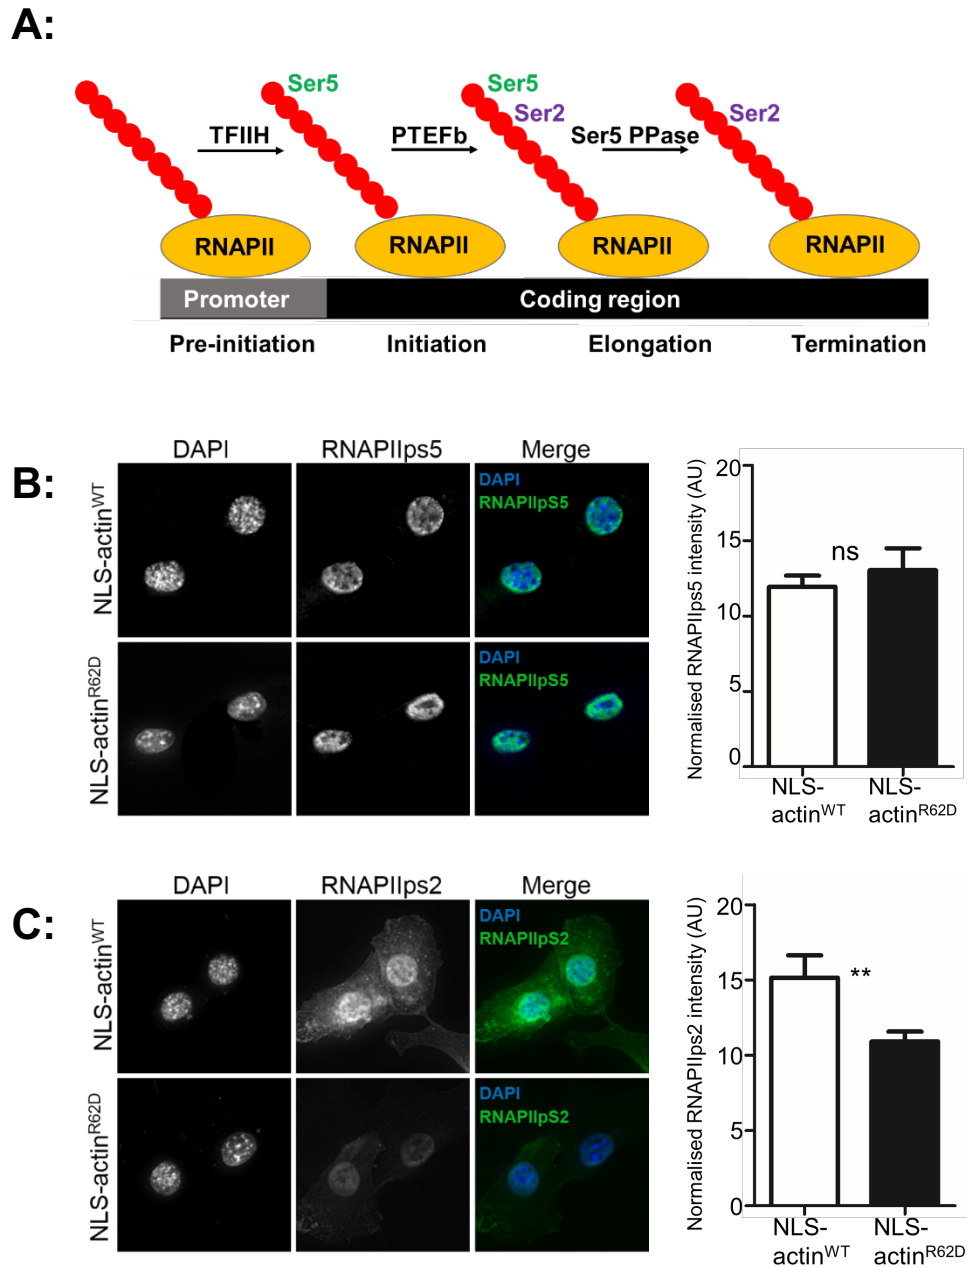 A:
Ser5
Ser5
Ser2
Ser2
TFIIH
PTEFb
Ser5 PPase
RNAPII
RNAPII
RNAPII
RNAPII
Promoter
Coding region
Pre-initiation
Initiation
Elongation
Termination
B:
DAPI
RNAPIIps5
Merge
NLS-actinWT
DAPI
RNAPIIpS5
NLS-actinR62D
DAPI
RNAPIIpS5
Normalised RNAPIIps5 intensity (AU)
20
15
10
5
0
ns
NLS-
actinWT
NLS-
actinR62D
C:
DAPI
RNAPIIps2
Merge
NLS-actinWT
DAPI
RNAPIIpS2
NLS-actinR62D
DAPI
RNAPIIpS2
Normalised RNAPIIps2 intensity (AU)
20
15
10
5
0
**
NLS-
actinWT
NLS-
actinR62D